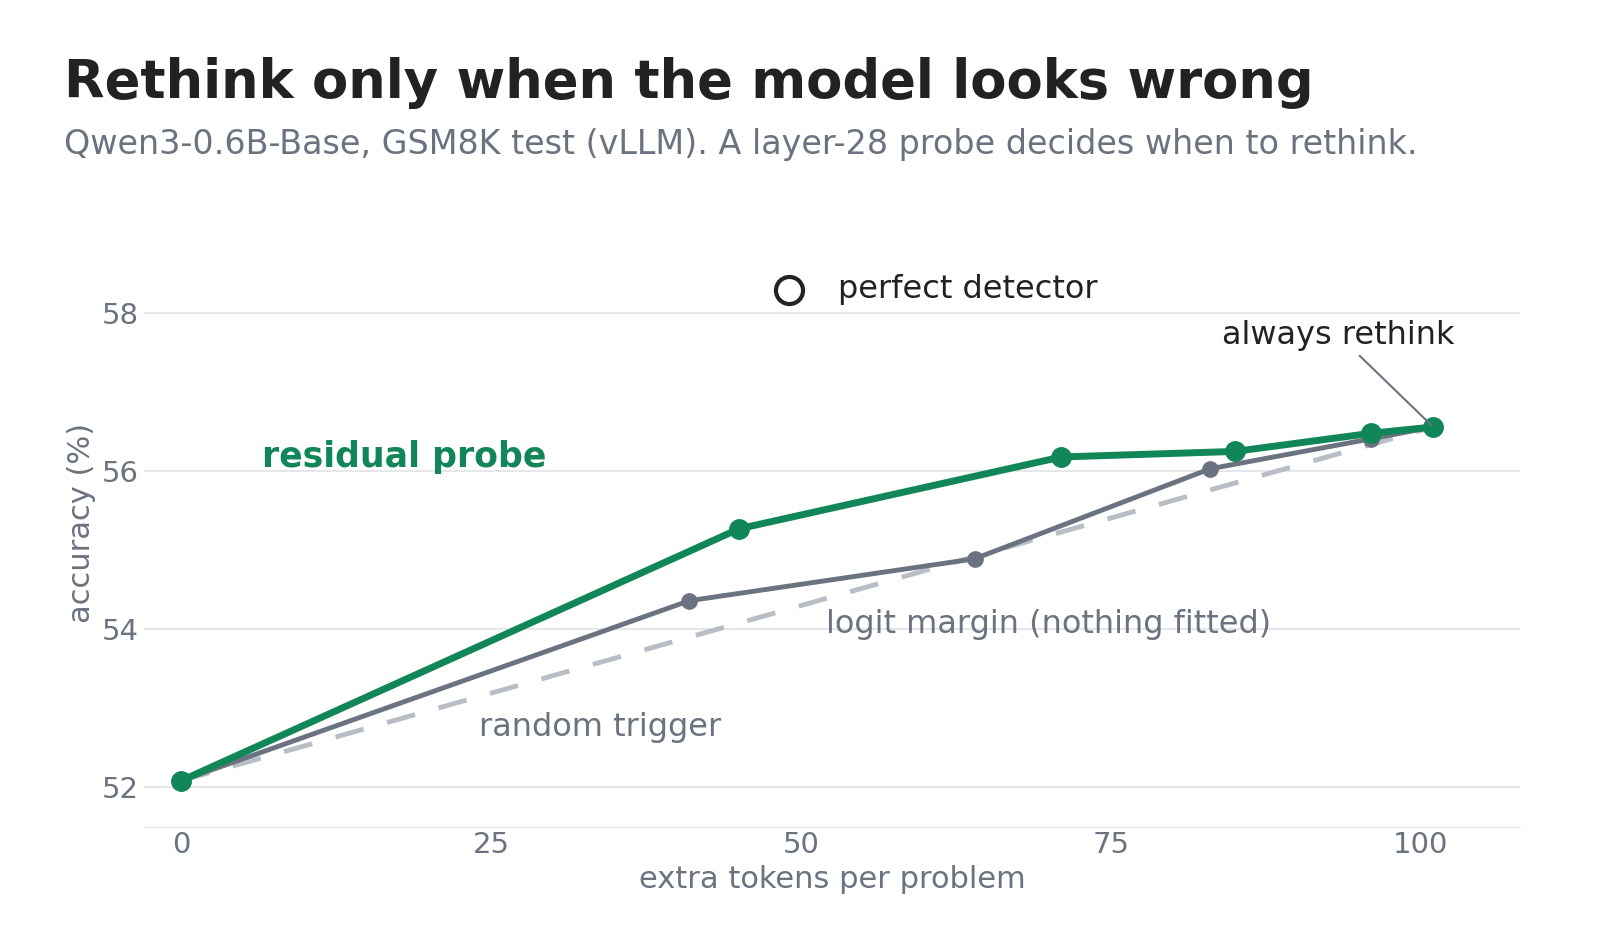 Rethink only when the model looks wrong
Qwen3-0.6B-Base, GSM8K test (vLLM). A layer-28 probe decides when to rethink.
perfect detector
58
always rethink
residual probe
56
accuracy (%)
54
logit margin (nothing fitted)
random trigger
52
0 25 50 75 100
extra tokens per problem